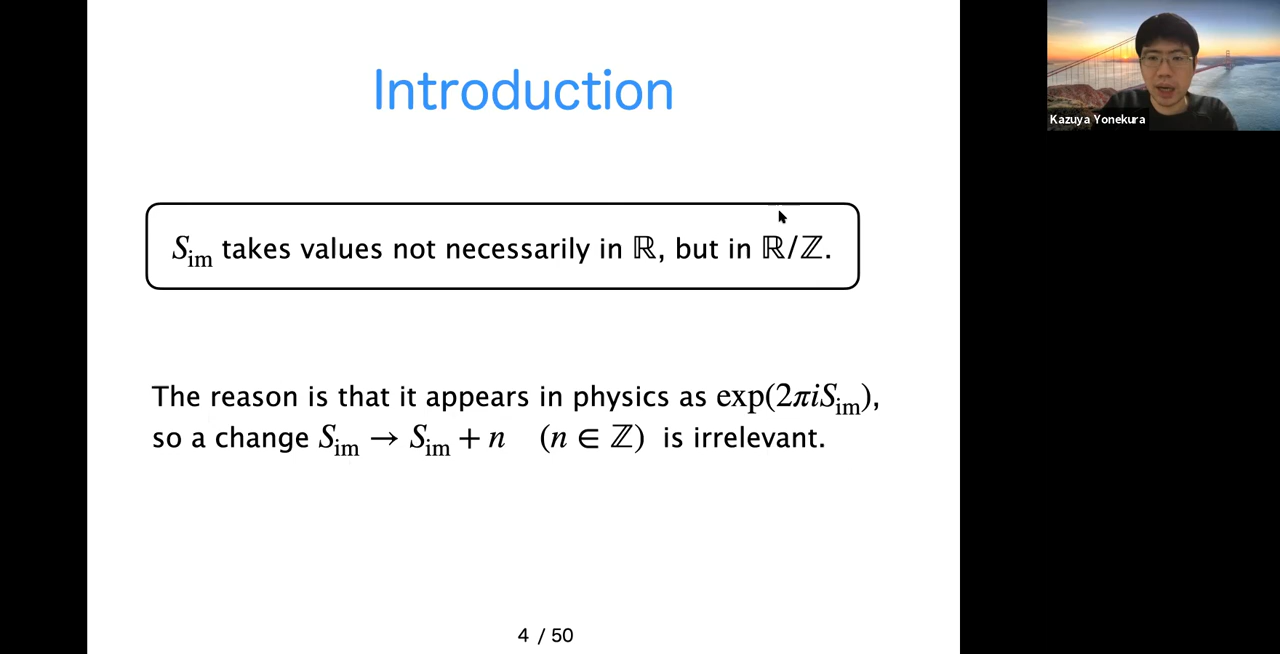 Introduction
Kazuya Yonekura
S_im takes values not necessarily in ℝ, but in ℝ/ℤ.
The reason is that it appears in physics as exp(2πiS_im),
so a change S_im → S_im + n (n ∈ ℤ) is irrelevant.
4 / 50